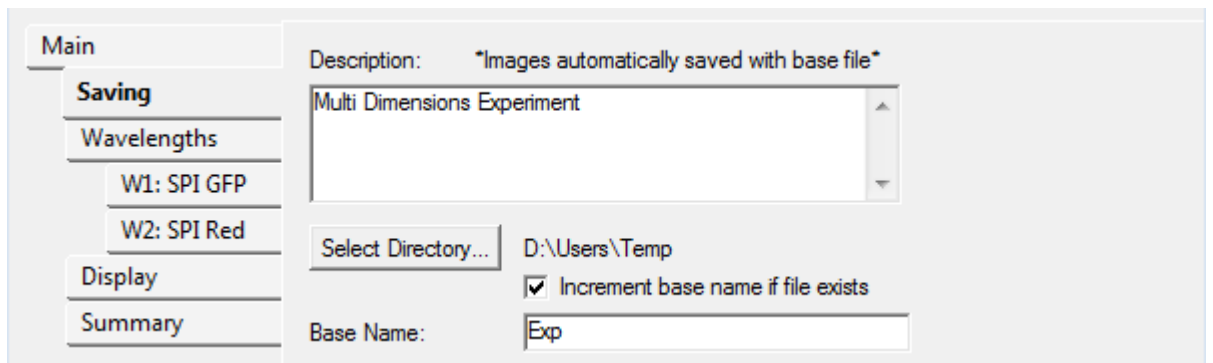 Main
Saving
Wavelengths
W1: SPI GFP
W2: SPI Red
Display
Summary
Description: *Images automatically saved with base file*
Multi Dimensions Experiment
Select Directory... D:\Users\Temp
Increment base name if file exists
Base Name: Exp